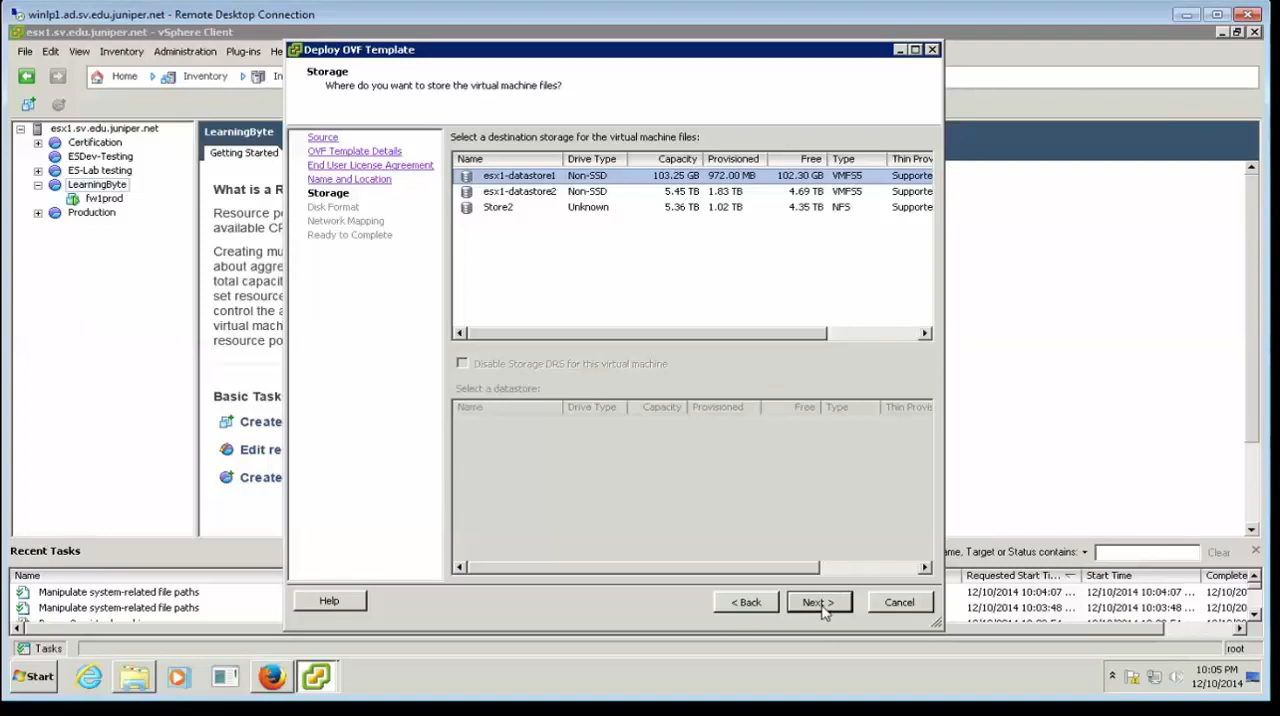 winlp1.ad.sv.edu.juniper.net - Remote Desktop Connection
esx1.sv.edu.juniper.net - vSphere Client
File Edit View Inventory Administration Plug-ins He
Home Inventory In
esx1.sv.edu.juniper.net
Certification
ESDev-Testing
ES-Lab testing
LearningByte
fw1prod
Production
LearningByte
Getting Started
What is a R
Resource p
available CP
Creating mu
about aggre
total capacit
set resource
control the a
virtual mach
resource po
Basic Task
Create
Edit re
Create
Deploy OVF Template
Storage
Where do you want to store the virtual machine files?
Source
OVF Template Details
End User License Agreement
Name and Location
Storage
Disk Format
Network Mapping
Ready to Complete
Select a destination storage for the virtual machine files:
Name Drive Type Capacity Provisioned Free Type Thin Prov
esx1-datastore1 Non-SSD 103.25 GB 972.00 MB 102.30 GB VMFS5 Supporte
esx1-datastore2 Non-SSD 5.45 TB 1.83 TB 4.69 TB VMFS5 Supporte
Store2 Unknown 5.36 TB 1.02 TB 4.35 TB NFS Supporte
Disable Storage DRS for this virtual machine
Select a datastore:
Name Drive Type Capacity Provisioned Free Type Thin Provis
Help < Back Next > Cancel
Recent Tasks
ame, Target or Status contains: Clear
Name Requested Start Ti... Start Time Complete
Manipulate system-related file paths 12/10/2014 10:04:07 ... 12/10/2014 10:04:07 ... 12/10/20
Manipulate system-related file paths 12/10/2014 10:03:48 ... 12/10/2014 10:03:48 ... 12/10/20
Tasks root
Start
10:05 PM
12/10/2014